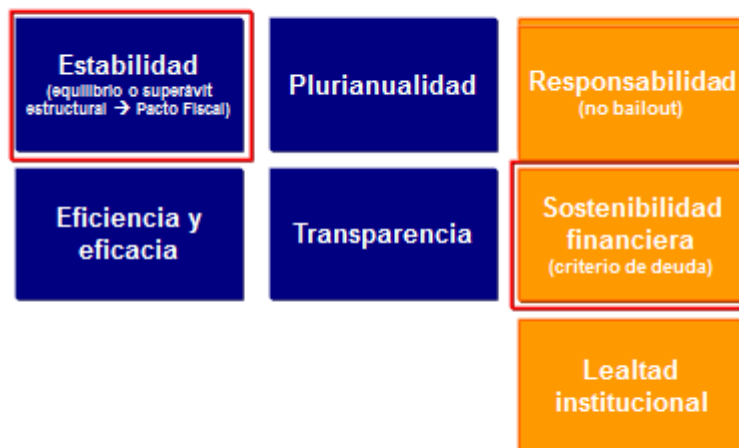 Estabilidad
(equilibrio o superávit
estructural → Pacto Fiscal)
Plurianualidad
Responsabilidad
(no bailout)
Eficiencia y
eficacia
Transparencia
Sostenibilidad
financiera
(criterio de deuda)
Lealtad
institucional